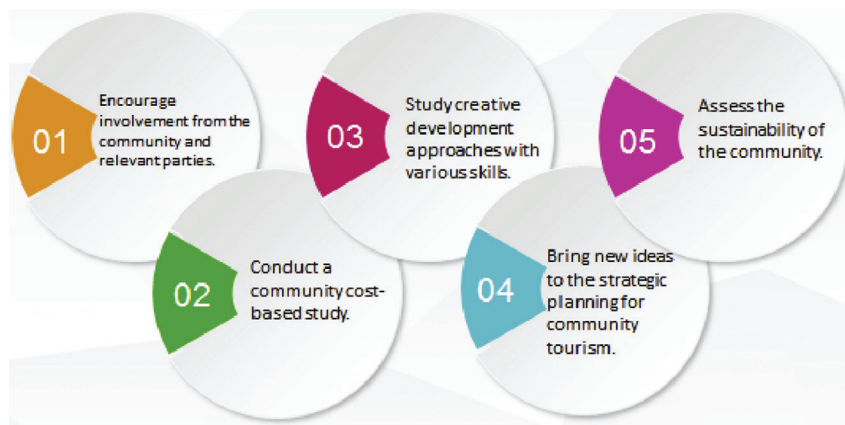 01
Encourage
involvement from the
community and
relevant parties.
02
Conduct a
community cost-
based study.
03
Study creative
development
approaches with
various skills.
04
Bring new ideas
to the strategic
planning for
community
tourism.
05
Assess the
sustainability of
the community.